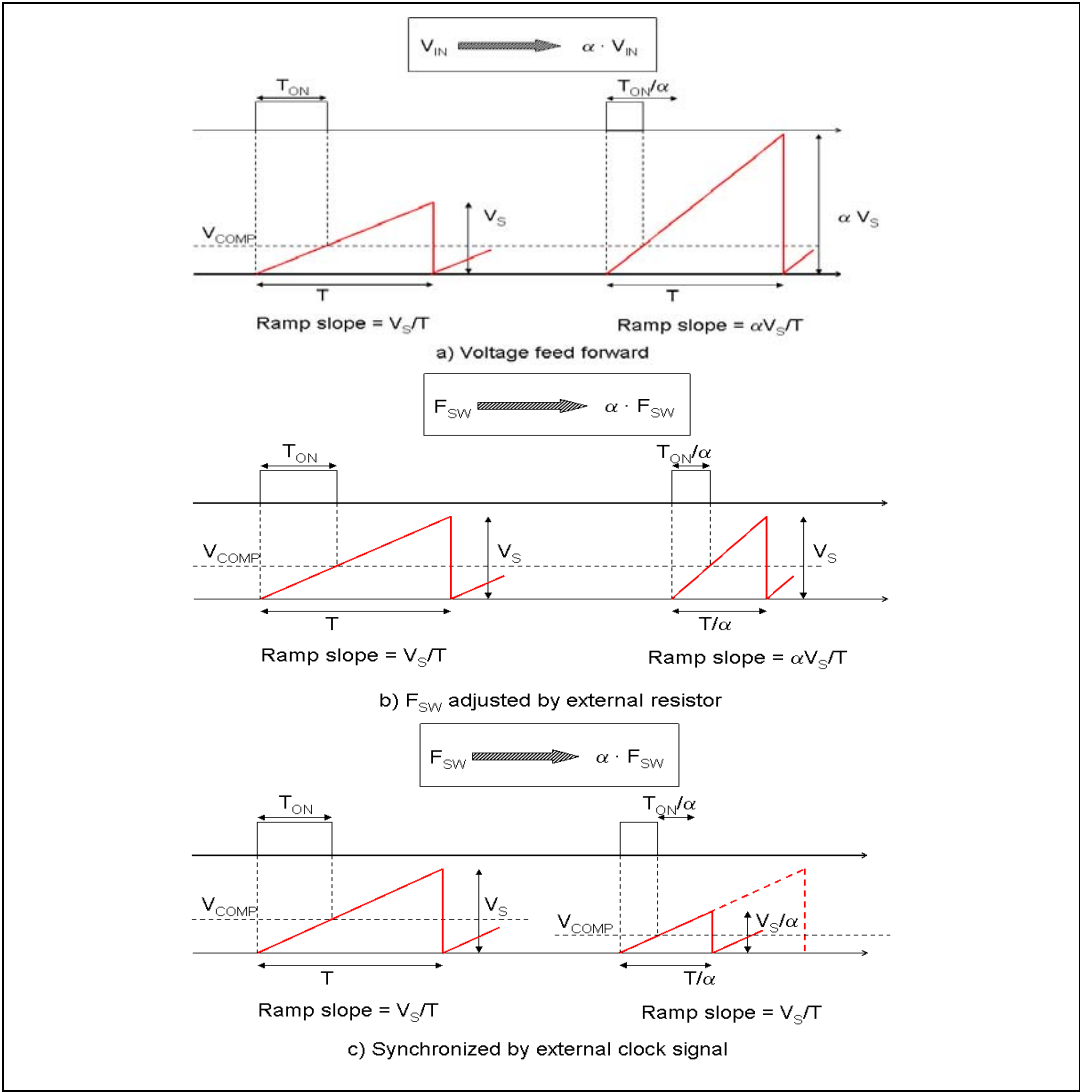 V_IN α · V_IN
T_ON T_ON/α
V_COMP V_S α V_S
T T
Ramp slope = V_S/T Ramp slope = αV_S/T
a) Voltage feed forward
F_SW α · F_SW
T_ON T_ON/α
V_COMP V_S V_S
T T/α
Ramp slope = V_S/T Ramp slope = αV_S/T
b) F_SW adjusted by external resistor
F_SW α · F_SW
T_ON T_ON/α
V_COMP V_S V_COMP V_S/α
T T/α
Ramp slope = V_S/T Ramp slope = V_S/T
c) Synchronized by external clock signal